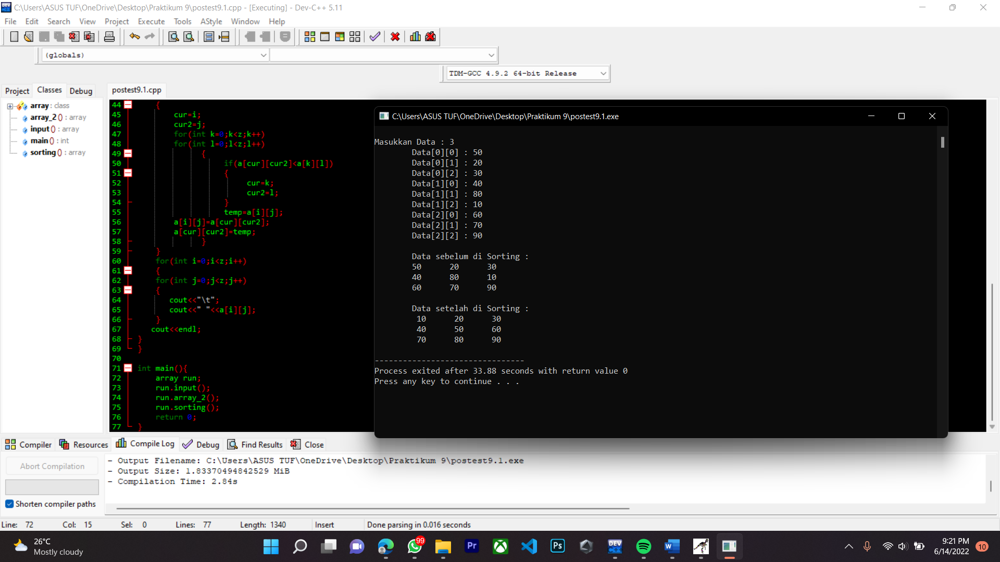 C:\Users\ASUS TUF\OneDrive\Desktop\Praktikum 9\postest9.1.cpp - [Executing] - Dev-C++ 5.11
File Edit Search View Project Execute Tools AStyle Window Help
(globals)
TDM-GCC 4.9.2 64-bit Release
Project Classes Debug
postest9.1.cpp
array : class
array_2 () : array
input () : array
main () : int
sorting () : array
44 {
45 cur=i;
46 cur2=j;
47 for(int k=0;k<z;k++)
48 for(int l=0;l<z;l++)
49 {
50 if(a[cur][cur2]<a[k][l])
51 {
52 cur=k;
53 cur2=l;
54 }
55 temp=a[i][j];
56 a[i][j]=a[cur][cur2];
57 a[cur][cur2]=temp;
58 }
59 }
60 for(int i=0;i<z;i++)
61 {
62 for(int j=0;j<z;j++)
63 {
64 cout<<"\t";
65 cout<<" "<<a[i][j];
66 }
67 cout<<endl;
68 }
69 }
70
71 int main(){
72 array run;
73 run.input();
74 run.array_2();
75 run.sorting();
76 return 0;
77 }
C:\Users\ASUS TUF\OneDrive\Desktop\Praktikum 9\postest9.1.exe
Masukkan Data : 3
Data[0][0] : 50
Data[0][1] : 20
Data[0][2] : 30
Data[1][0] : 40
Data[1][1] : 80
Data[1][2] : 10
Data[2][0] : 60
Data[2][1] : 70
Data[2][2] : 90
Data sebelum di Sorting :
50 20 30
40 80 10
60 70 90
Data setelah di Sorting :
10 20 30
40 50 60
70 80 90
--------------------------------
Process exited after 33.88 seconds with return value 0
Press any key to continue . . .
Compiler Resources Compile Log Debug Find Results Close
Abort Compilation
Shorten compiler paths
- Output Filename: C:\Users\ASUS TUF\OneDrive\Desktop\Praktikum 9\postest9.1.exe
- Output Size: 1.83370494842529 MiB
- Compilation Time: 2.84s
Line: 72 Col: 15 Sel: 0 Lines: 77 Length: 1340 Insert Done parsing in 0.016 seconds
26°C
Mostly cloudy
99
Pr
Ps
DEV
C++
W
9:21 PM
6/14/2022
10